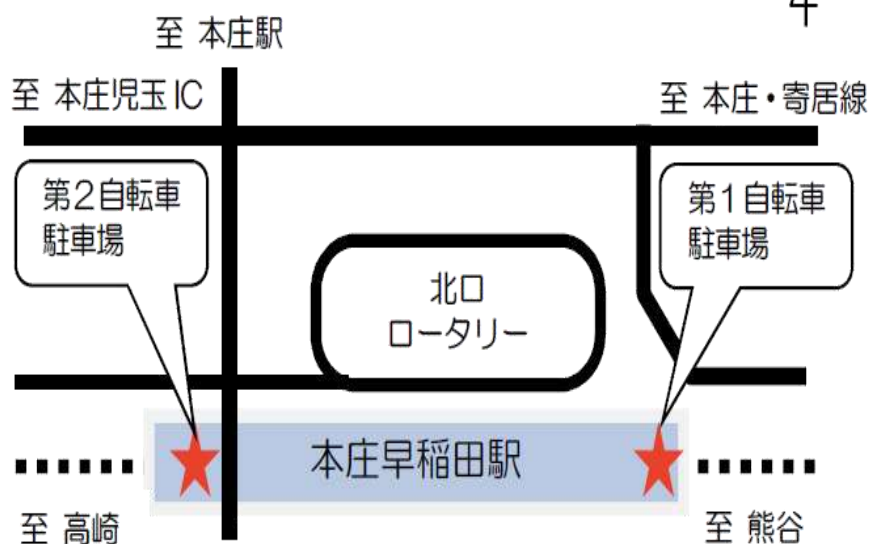 至 本庄駅
至 本庄児玉IC
至 本庄・寄居線
第2自転車
駐車場
第1自転車
駐車場
北口
ロータリー
本庄早稲田駅
至 高崎
至 熊谷